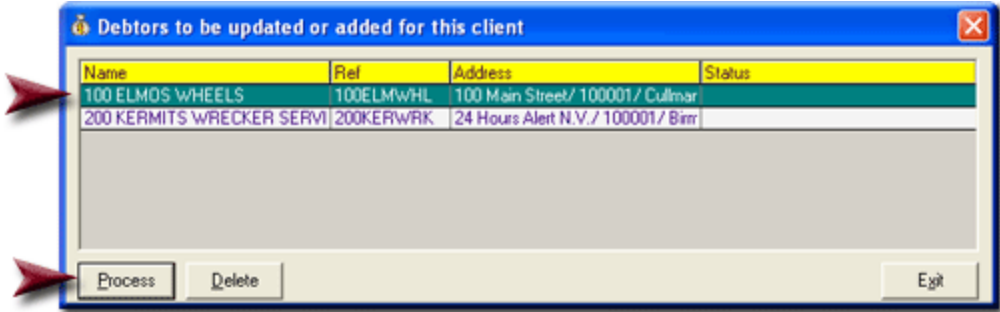 Debtors to be updated or added for this client
Name Ref Address Status
100 ELMOS WHEELS 100ELMWHL 100 Main Street/ 100001/ Cullmar
200 KERMITS WRECKER SERVI 200KERWRK 24 Hours Alert N.V./ 100001/ Birm
Process Delete Exit